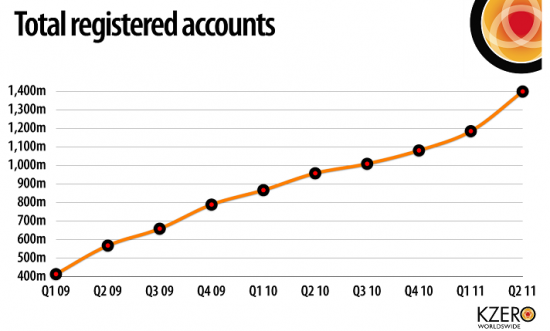 Total registered accounts
1,400m
1,300m
1,200m
1,100m
1,000m
900m
800m
700m
600m
500m
400m
Q1 09 Q2 09 Q3 09 Q4 09 Q1 10 Q2 10 Q3 10 Q4 10 Q1 11 Q2 11
KZERO
WORLDSWIDE